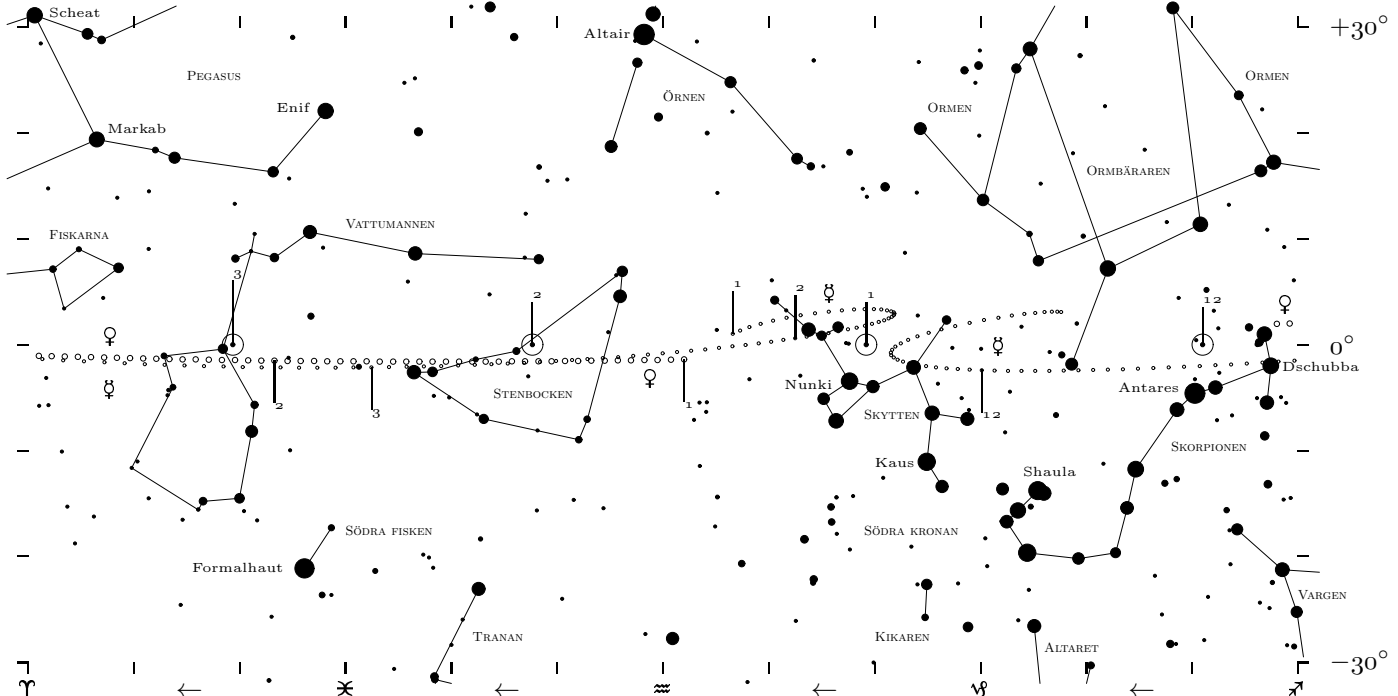 Scheat
Altair
+30°
PEGASUS
ÖRNEN
ORMEN
ORMEN
Enif
Markab
ORMBÄRAREN
FISKARNA
VATTUMANNEN
3
2
1
2
☿
1
12
♀
♀
0°
Dschubba
☿
♀
☿
Nunki
Antares
STENBOCKEN
2
3
1
SKYTTEN
12
SKORPIONEN
Kaus
Shaula
SÖDRA FISKEN
SÖDRA KRONAN
Formalhaut
VARGEN
TRANAN
KIKAREN
ALTARET
−30°
♈ ← ♓ ← ♒ ← ♑ ← ♐